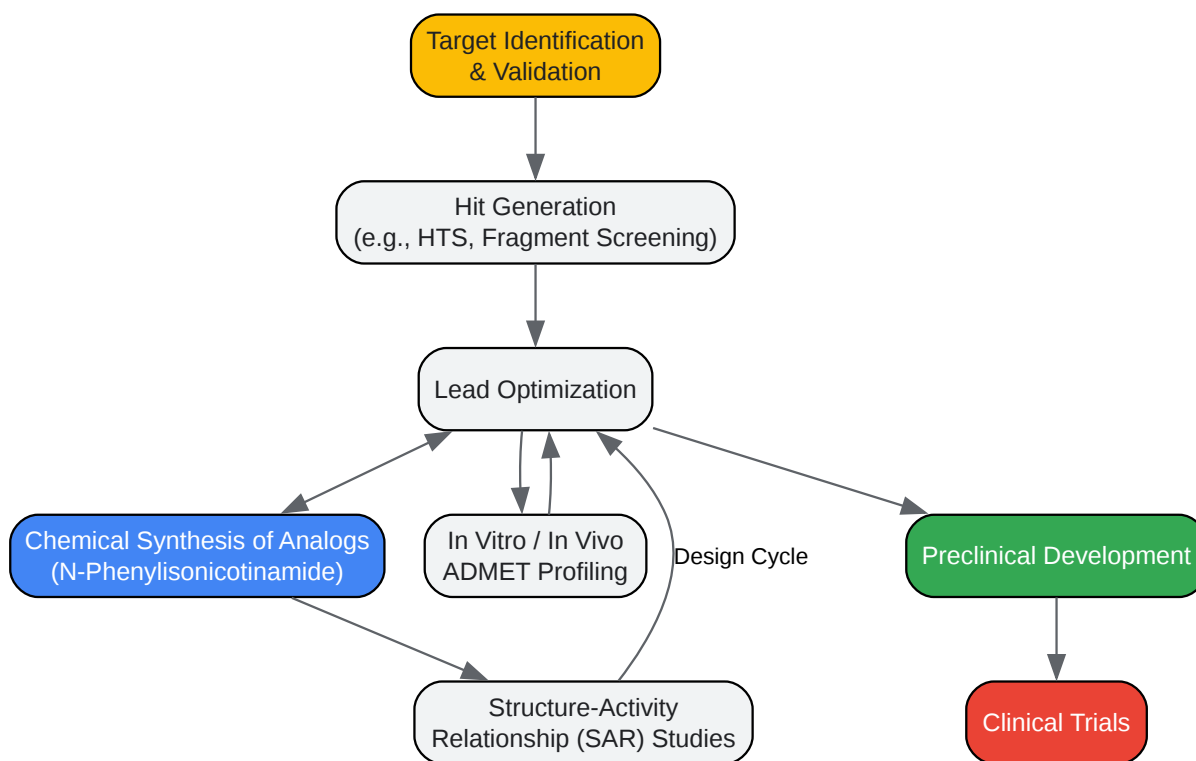 Target Identification
& Validation
Hit Generation
(e.g., HTS, Fragment Screening)
Lead Optimization
Chemical Synthesis of Analogs
(N-Phenylisonicotinamide)
In Vitro / In Vivo
ADMET Profiling
Design Cycle
Preclinical Development
Structure-Activity
Relationship (SAR) Studies
Clinical Trials